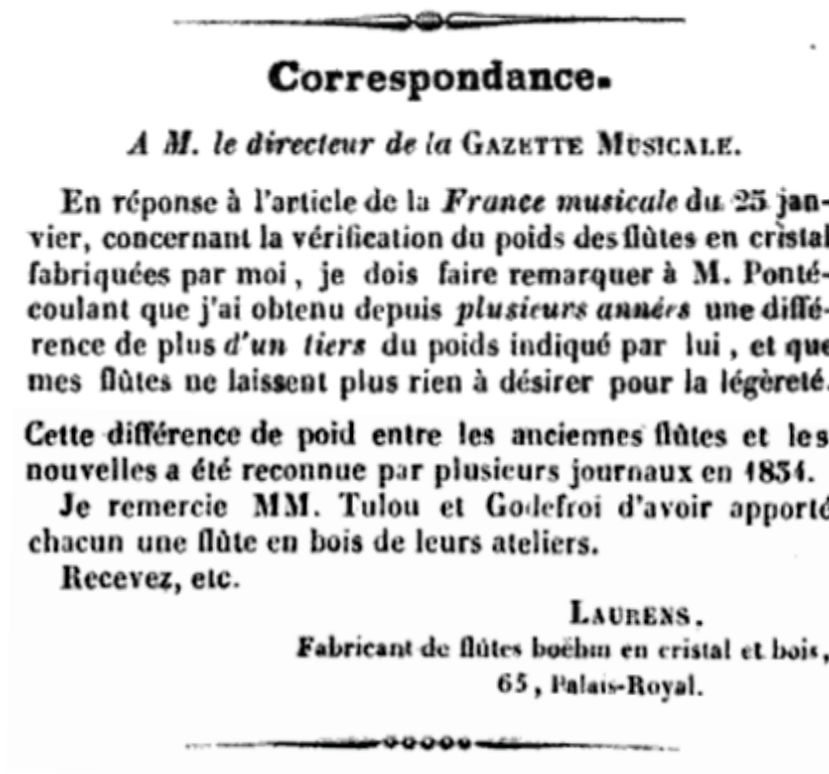 Correspondance.
A M. le directeur de la GAZETTE MUSICALE.
En réponse à l'article de la France musicale du 25 jan-
vier, concernant la vérification du poids des flûtes en cristal
fabriquées par moi, je dois faire remarquer à M. Ponté-
coulant que j'ai obtenu depuis plusieurs années une diffé-
rence de plus d'un tiers du poids indiqué par lui, et que
mes flûtes ne laissent plus rien à désirer pour la légèreté.
Cette différence de poid entre les anciennes flûtes et les
nouvelles a été reconnue par plusieurs journaux en 1834.
Je remercie MM. Tulou et Godefroi d'avoir apporté
chacun une flûte en bois de leurs ateliers.
Recevez, etc.
LAURENS.
Fabricant de flûtes boëhm en cristal et bois,
65, Palais-Royal.